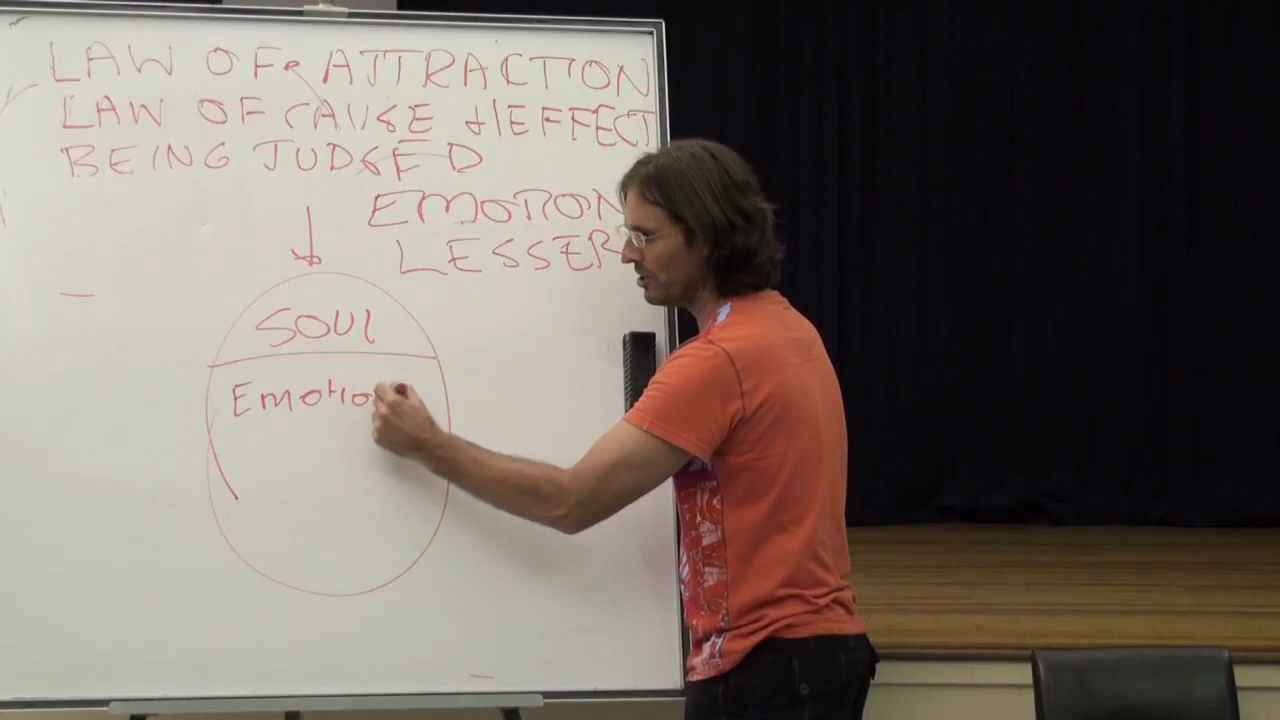 LAW OF ATTRACTION
LAW OF CAUSE + EFFECT
BEING JUDGED
EMOTION
LESSER
SOUL
Emotio